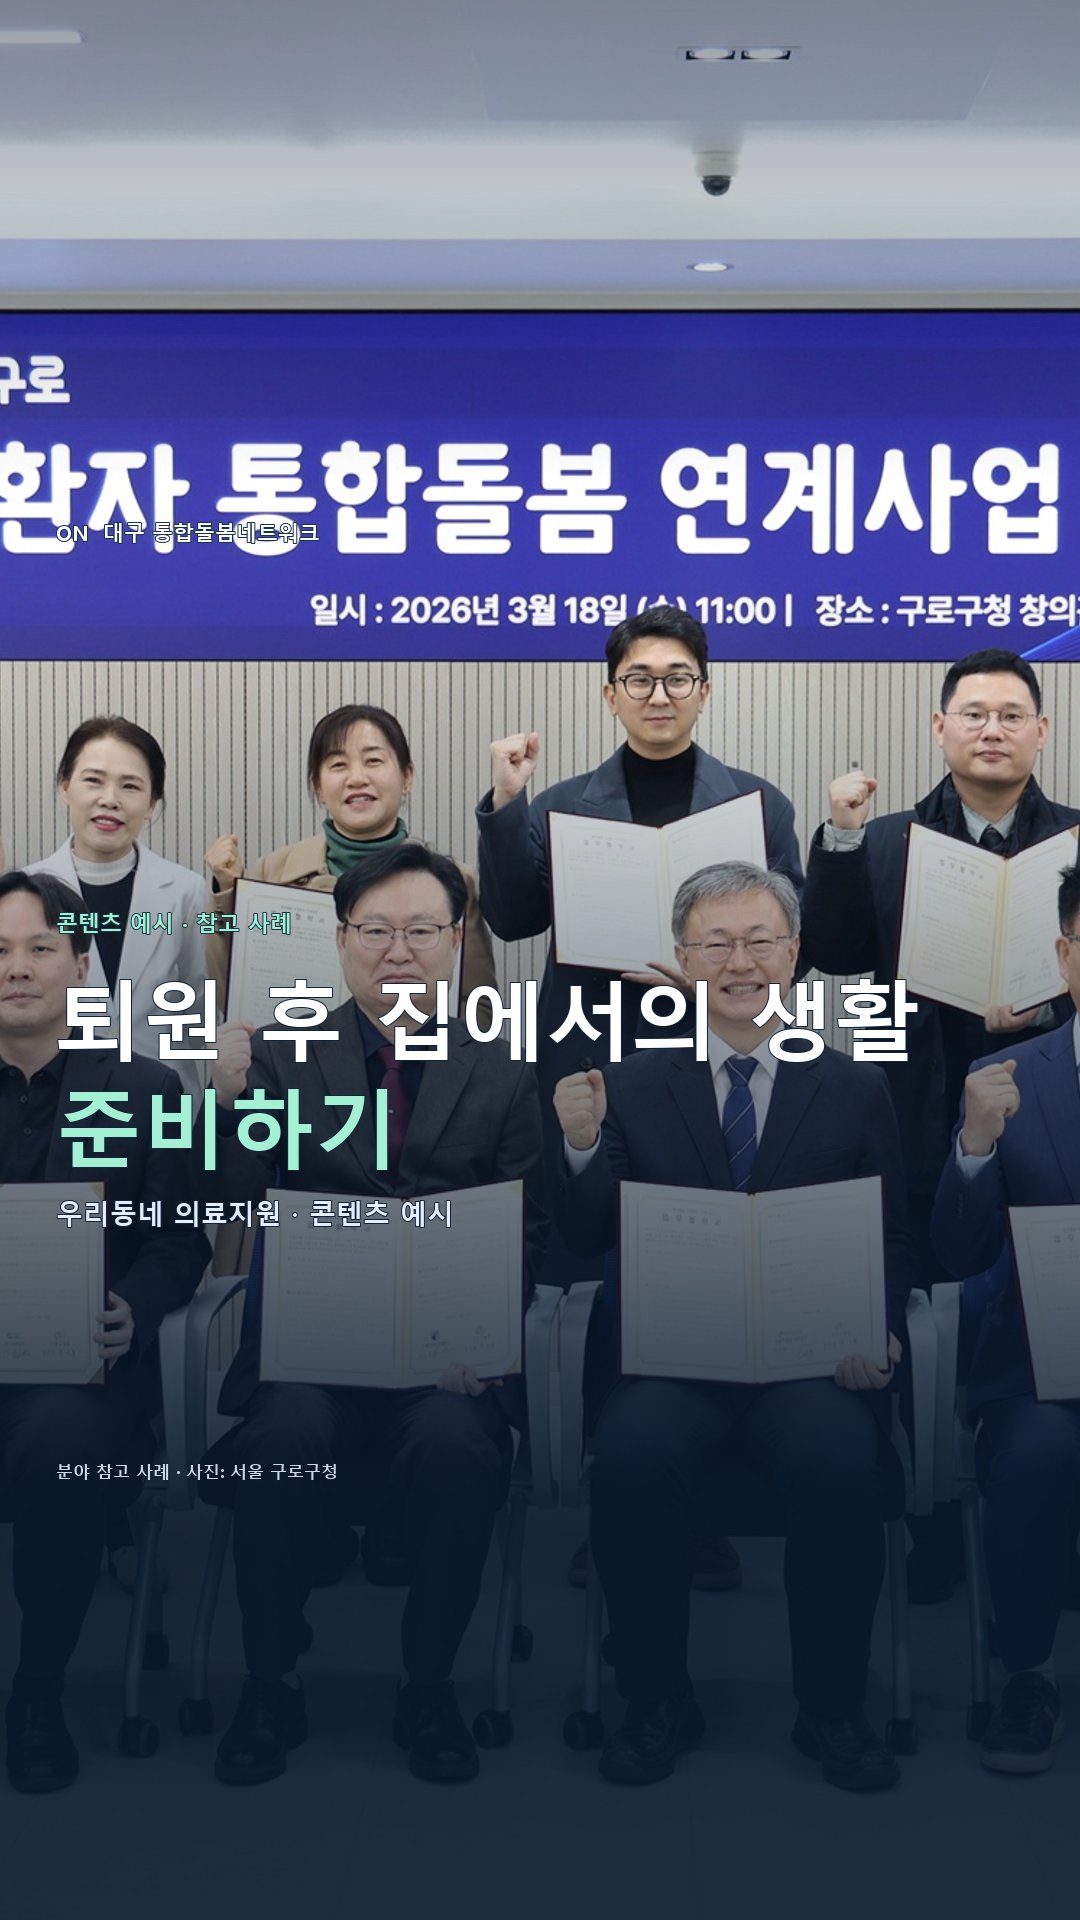 구로
환자 통합돌봄 연계사업
ON 대구 통합돌봄네트워크
일시 : 2026년 3월 18일 (수) 11:00 | 장소 : 구로구청 창의
콘텐츠 예시 · 참고 사례
퇴원 후 집에서의 생활
준비하기
우리동네 의료지원 · 콘텐츠 예시
분야 참고 사례 · 사진: 서울 구로구청